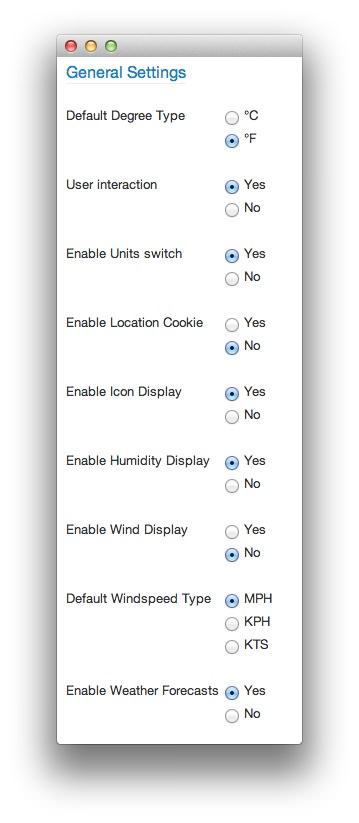 General Settings
Default Degree Type °C
°F
User interaction Yes
No
Enable Units switch Yes
No
Enable Location Cookie Yes
No
Enable Icon Display Yes
No
Enable Humidity Display Yes
No
Enable Wind Display Yes
No
Default Windspeed Type MPH
KPH
KTS
Enable Weather Forecasts Yes
No